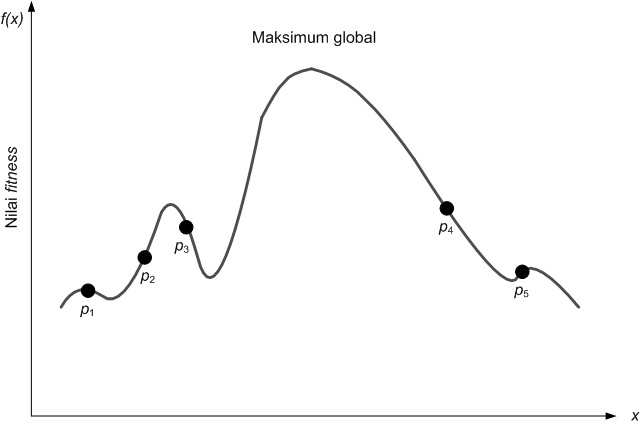 f(x)
Maksimum global
Nilai fitness
p3
p4
p2
p5
p1
x